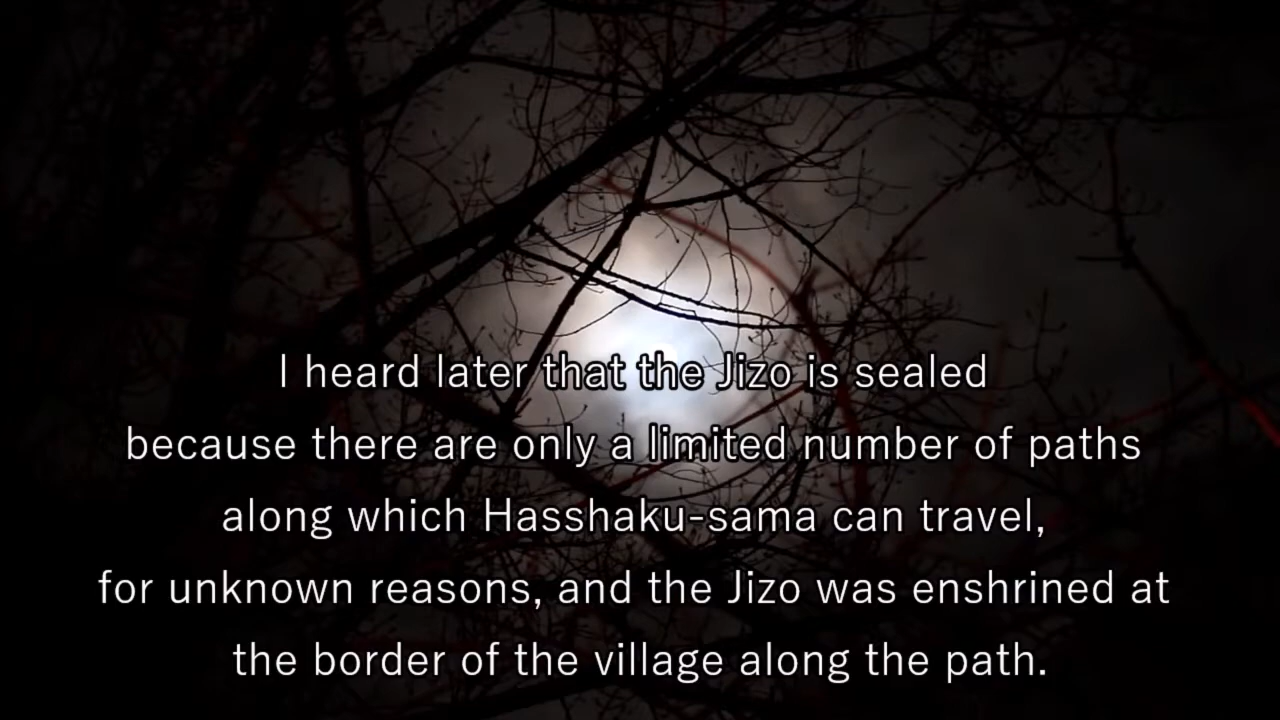 I heard later that the Jizo is sealed
because there are only a limited number of paths
along which Hasshaku-sama can travel,
for unknown reasons, and the Jizo was enshrined at
the border of the village along the path.